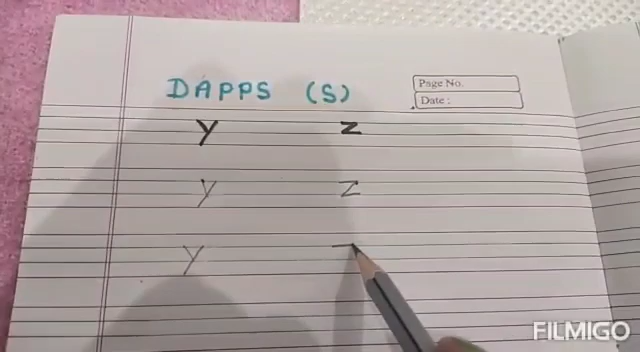 DAPPS (S)
Page No.
Date :
y z
y z
y
FILMIGO